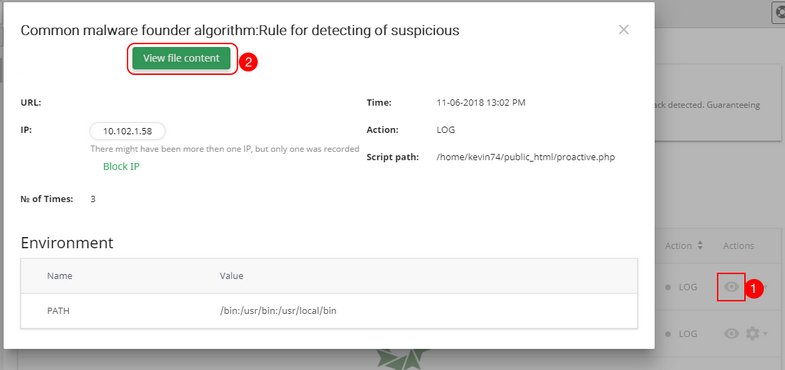 Common malware founder algorithm:Rule for detecting of suspicious
View file content
2
URL:
Time: 11-06-2018 13:02 PM
ack detected. Guaranteeing
IP: 10.102.1.58
Action: LOG
There might have been more then one IP, but only one was recorded
Script path: /home/kevin74/public_html/proactive.php
Block IP
№ of Times: 3
Environment
Action Actions
Name Value
LOG
1
PATH /bin:/usr/bin:/usr/local/bin
LOG